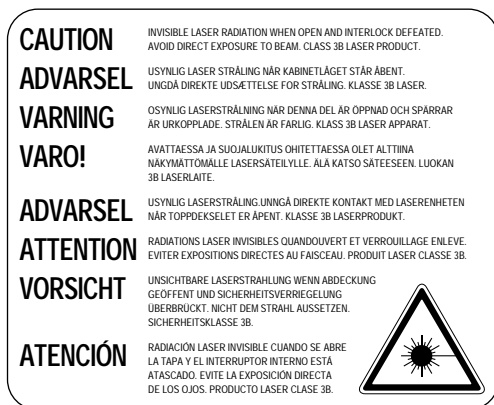 CAUTION
INVISIBLE LASER RADIATION WHEN OPEN AND INTERLOCK DEFEATED.
AVOID DIRECT EXPOSURE TO BEAM. CLASS 3B LASER PRODUCT.
ADVARSEL
USYNLIG LASER STRÅLING NÅR KABINETLÅGET STÅR ÅBENT.
UNGDÅ DIREKTE UDSÆTTELSE FOR STRÅLING. KLASSE 3B LASER.
VARNING
OSYNLIG LASERSTRÅLNING NÄR DENNA DEL ÄR ÖPPNAD OCH SPÄRRAR
ÄR URKOPPLADE. STRÅLEN ÄR FARLIG. KLASS 3B LASER APPARAT.
VARO!
AVATTAESSA JA SUOJALUKITUS OHITETTAESSA OLET ALTTIINA
NÄKYMÄTTÖMÄLLE LASERSÄTEILYLLE. ÄLÄ KATSO SÄTEESEEN. LUOKAN
3B LASERLAITE.
ADVARSEL
USYNLIG LASERSTRÅLING.UNNGÅ DIREKTE KONTAKT MED LASERENHETEN
NÅR TOPPDEKSELET ER ÅPENT. KLASSE 3B LASERPRODUKT.
ATTENTION
RADIATIONS LASER INVISIBLES QUANDOUVERT ET VERROUILLAGE ENLEVE.
EVITER EXPOSITIONS DIRECTES AU FAISCEAU. PRODUIT LASER CLASSE 3B.
VORSICHT
UNSICHTBARE LASERSTRAHLUNG WENN ABDECKUNG
GEÖFFENT UND SICHERHEITSVERRIEGELUNG
ÜBERBRÜCKT. NICHT DEM STRAHL AUSSETZEN.
SICHERHEITSKLASSE 3B.
ATENCIÓN
RADIACIÓN LASER INVISIBLE CUANDO SE ABRE
LA TAPA Y EL INTERRUPTOR INTERNO ESTÁ
ATASCADO. EVITE LA EXPOSICIÓN DIRECTA
DE LOS OJOS. PRODUCTO LASER CLASE 3B.